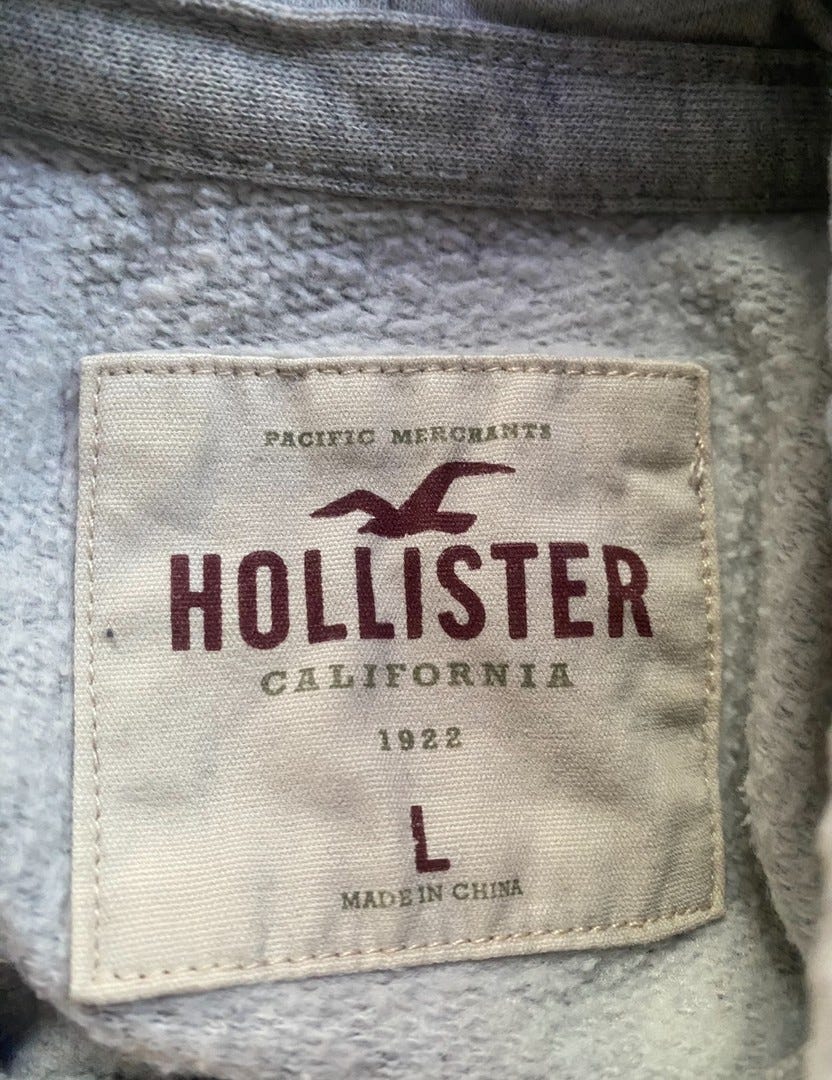 PACIFIC MERCHANTS
HOLLISTER
CALIFORNIA
1922
L
MADE IN CHINA